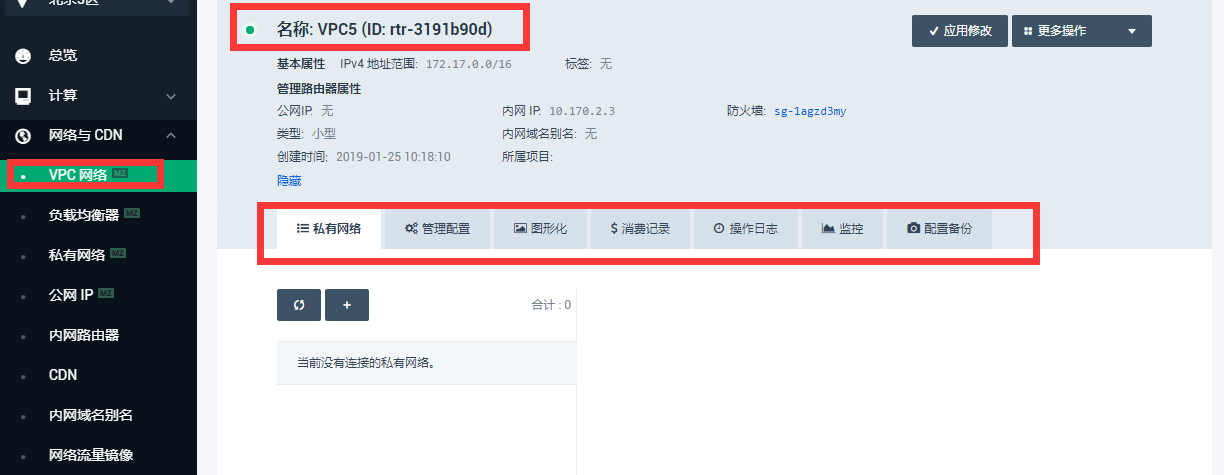 北京3区
总览
计算
网络与 CDN
VPC 网络 MZ
负载均衡器 MZ
私有网络 MZ
公网 IP MZ
内网路由器
CDN
内网域名别名
网络流量镜像
名称: VPC5 (ID: rtr-3191b90d)
应用修改
更多操作
基本属性 IPv4 地址范围: 172.17.0.0/16 标签: 无
管理路由器属性
公网IP: 无 内网 IP: 10.170.2.3 防火墙: sg-1agzd3my
类型: 小型 内网域名别名: 无
创建时间: 2019-01-25 10:18:10 所属项目:
隐藏
私有网络 管理配置 图形化 $ 消费记录 操作日志 监控 配置备份
+ 合计 : 0
当前没有连接的私有网络。